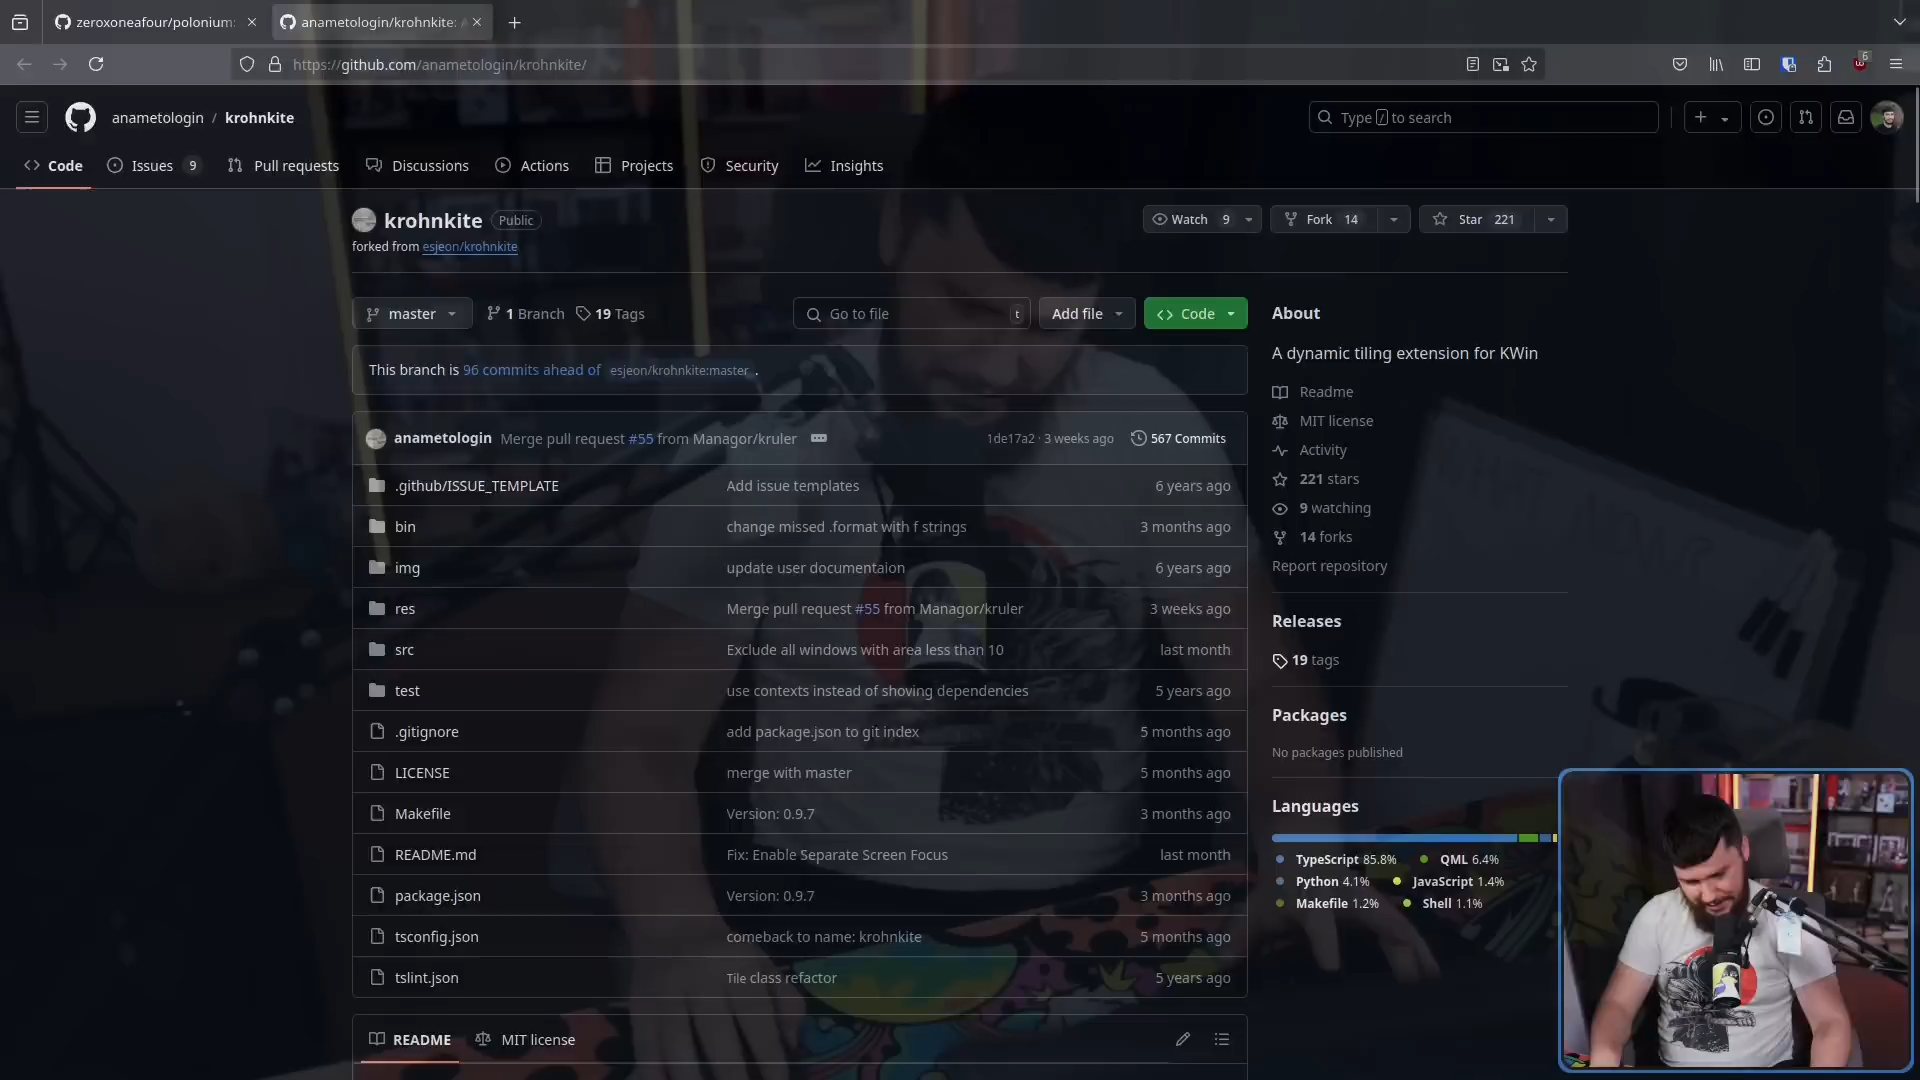 zeroxoneafour/polonium:
anametologin/krohnkite: A
https://github.com/anametologin/krohnkite/
6
anametologin / krohnkite
Type / to search
Code
Issues 9
Pull requests
Discussions
Actions
Projects
Security
Insights
krohnkite Public
forked from esjeon/krohnkite
Watch 9
Fork 14
Star 221
master
1 Branch
19 Tags
Go to file t
Add file
Code
This branch is 96 commits ahead of esjeon/krohnkite:master .
anametologin Merge pull request #55 from Managor/kruler 1de17a2 · 3 weeks ago 567 Commits
.github/ISSUE_TEMPLATE Add issue templates 6 years ago
bin change missed .format with f strings 3 months ago
img update user documentaion 6 years ago
res Merge pull request #55 from Managor/kruler 3 weeks ago
src Exclude all windows with area less than 10 last month
test use contexts instead of shoving dependencies 5 years ago
.gitignore add package.json to git index 5 months ago
LICENSE merge with master 5 months ago
Makefile Version: 0.9.7 3 months ago
README.md Fix: Enable Separate Screen Focus last month
package.json Version: 0.9.7 3 months ago
tsconfig.json comeback to name: krohnkite 5 months ago
tslint.json Tile class refactor 5 years ago
README
MIT license
About
A dynamic tiling extension for KWin
Readme
MIT license
Activity
221 stars
9 watching
14 forks
Report repository
Releases
19 tags
Packages
No packages published
Languages
TypeScript 85.8% QML 6.4%
Python 4.1% JavaScript 1.4%
Makefile 1.2% Shell 1.1%